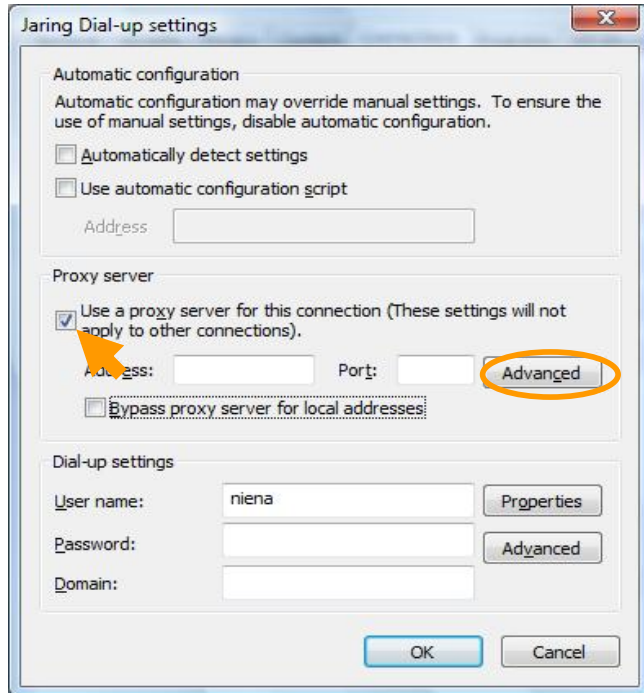 Jaring Dial-up settings
Automatic configuration
Automatic configuration may override manual settings. To ensure the
use of manual settings, disable automatic configuration.
Automatically detect settings
Use automatic configuration script
Address
Proxy server
Use a proxy server for this connection (These settings will not
apply to other connections).
Address: Port: Advanced
Bypass proxy server for local addresses
Dial-up settings
User name: niena Properties
Password: Advanced
Domain:
OK Cancel